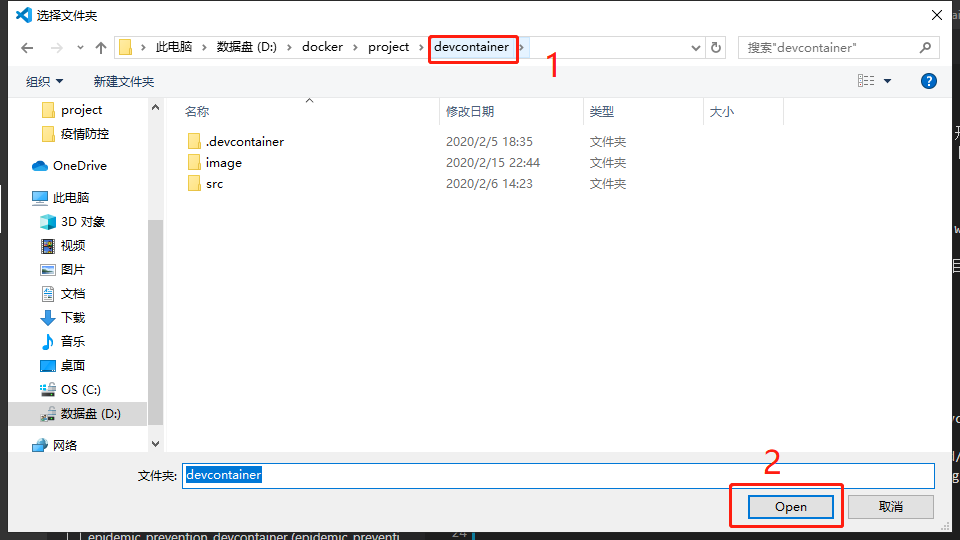 选择文件夹
此电脑 > 数据盘 (D:) > docker > project > devcontainer >
搜索"devcontainer"
1
组织 新建文件夹
名称 修改日期 类型 大小
project
疫情防控
OneDrive
此电脑
3D 对象
视频
图片
文档
下载
音乐
桌面
OS (C:)
数据盘 (D:)
网络
.devcontainer 2020/2/5 18:35 文件夹
image 2020/2/15 22:44 文件夹
src 2020/2/6 14:23 文件夹
文件夹: devcontainer
2
Open 取消
epidemic_prevention_devcontainer (epidemic_preventi
24